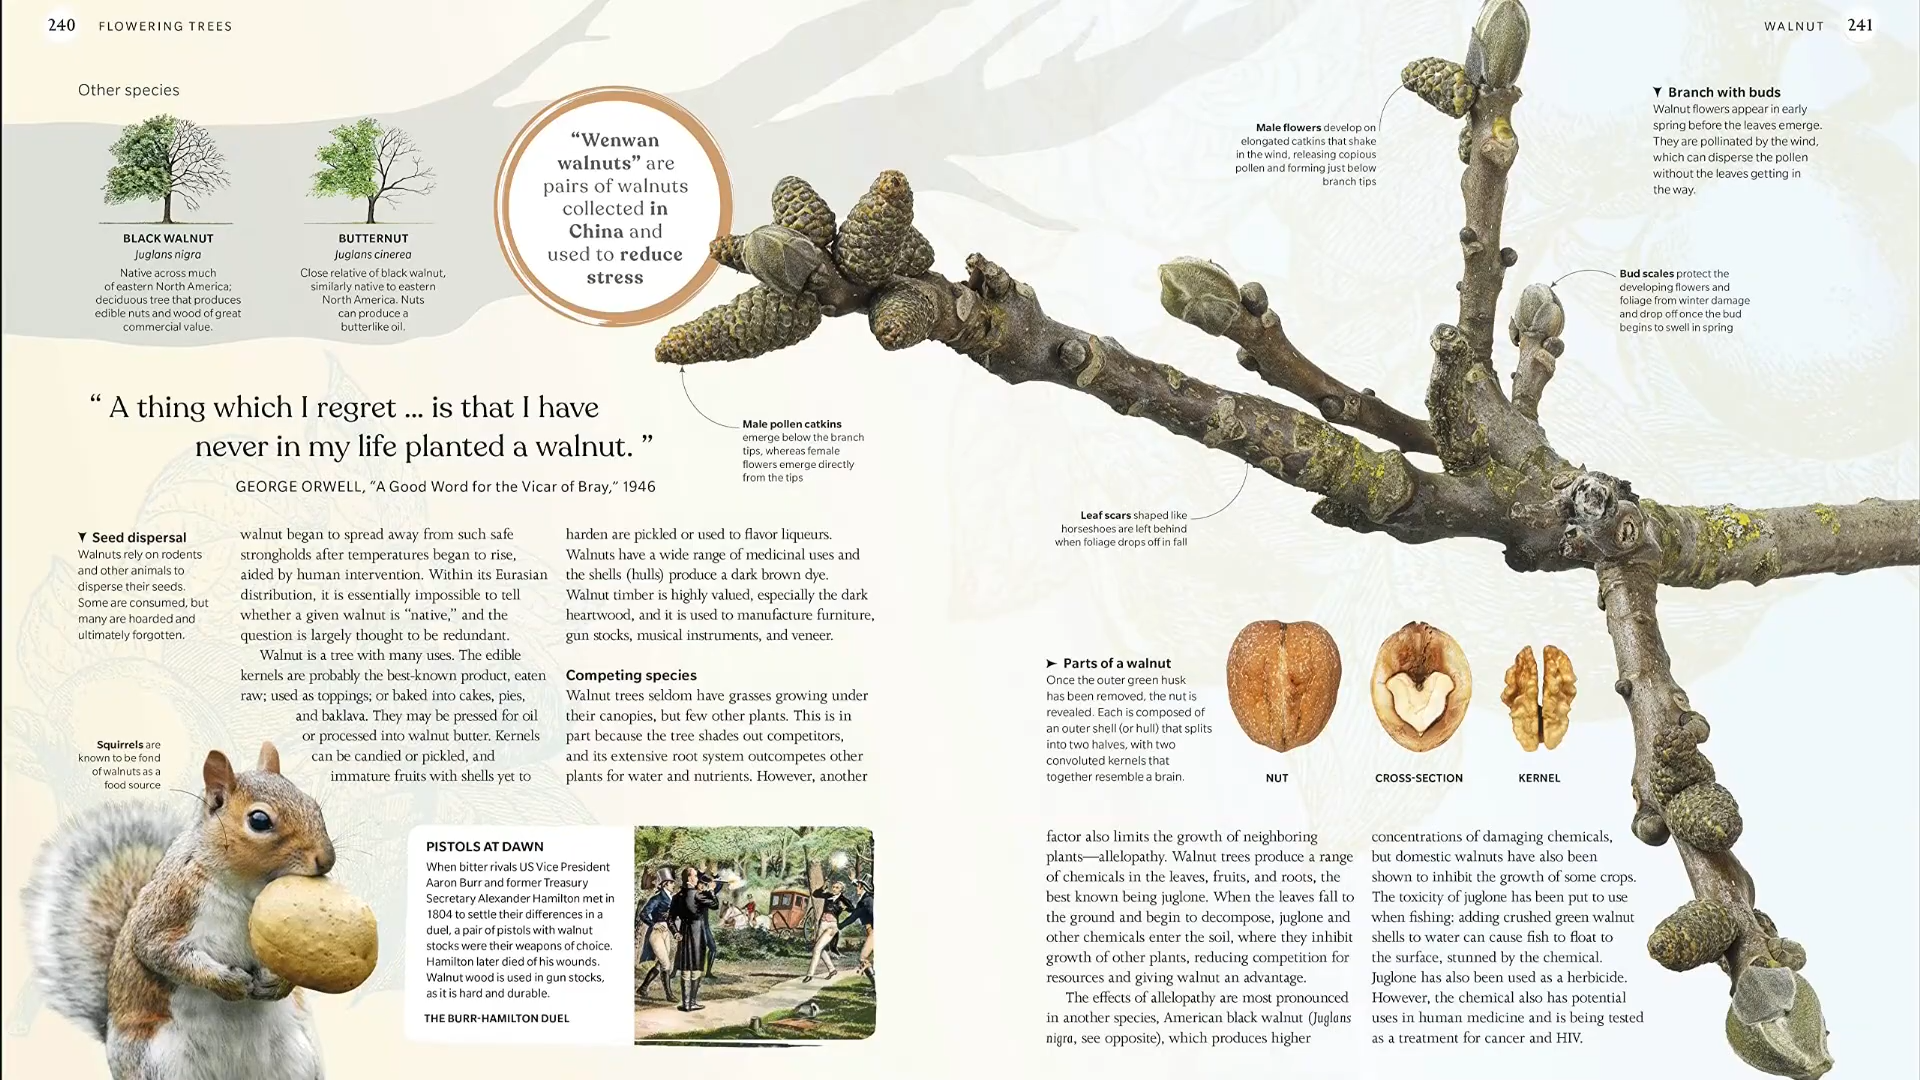 240 FLOWERING TREES
WALNUT 241
Other species
BLACK WALNUT
Juglans nigra
Native across much
of eastern North America;
deciduous tree that produces
edible nuts and wood of great
commercial value.
BUTTERNUT
Juglans cinerea
Close relative of black walnut,
similarly native to eastern
North America. Nuts
can produce a
butterlike oil.
“Wenwan
walnuts” are
pairs of walnuts
collected in
China and
used to reduce
stress
“ A thing which I regret ... is that I have
never in my life planted a walnut. ”
GEORGE ORWELL, “A Good Word for the Vicar of Bray,” 1946
Male pollen catkins
emerge below the branch
tips, whereas female
flowers emerge directly
from the tips
Seed dispersal
Walnuts rely on rodents
and other animals to
disperse their seeds.
Some are consumed, but
many are hoarded and
ultimately forgotten.
Squirrels are
known to be fond
of walnuts as a
food source
walnut began to spread away from such safe
strongholds after temperatures began to rise,
aided by human intervention. Within its Eurasian
distribution, it is essentially impossible to tell
whether a given walnut is “native,” and the
question is largely thought to be redundant.
Walnut is a tree with many uses. The edible
kernels are probably the best-known product, eaten
raw; used as toppings; or baked into cakes, pies,
and baklava. They may be pressed for oil
or processed into walnut butter. Kernels
can be candied or pickled, and
immature fruits with shells yet to
harden are pickled or used to flavor liqueurs.
Walnuts have a wide range of medicinal uses and
the shells (hulls) produce a dark brown dye.
Walnut timber is highly valued, especially the dark
heartwood, and it is used to manufacture furniture,
gun stocks, musical instruments, and veneer.
Competing species
Walnut trees seldom have grasses growing under
their canopies, but few other plants. This is in
part because the tree shades out competitors,
and its extensive root system outcompetes other
plants for water and nutrients. However, another
PISTOLS AT DAWN
When bitter rivals US Vice President
Aaron Burr and former Treasury
Secretary Alexander Hamilton met in
1804 to settle their differences in a
duel, a pair of pistols with walnut
stocks were their weapons of choice.
Hamilton later died of his wounds.
Walnut wood is used in gun stocks,
as it is hard and durable.
THE BURR-HAMILTON DUEL
Male flowers develop on
elongated catkins that shake
in the wind, releasing copious
pollen and forming just below
branch tips
Branch with buds
Walnut flowers appear in early
spring before the leaves emerge.
They are pollinated by the wind,
which can disperse the pollen
without the leaves getting in
the way.
Bud scales protect the
developing flowers and
foliage from winter damage
and drop off once the bud
begins to swell in spring
Leaf scars shaped like
horseshoes are left behind
when foliage drops off in fall
Parts of a walnut
Once the outer green husk
has been removed, the nut is
revealed. Each is composed of
an outer shell (or hull) that splits
into two halves, with two
convoluted kernels that
together resemble a brain.
NUT
CROSS-SECTION
KERNEL
factor also limits the growth of neighboring
plants—allelopathy. Walnut trees produce a range
of chemicals in the leaves, fruits, and roots, the
best known being juglone. When the leaves fall to
the ground and begin to decompose, juglone and
other chemicals enter the soil, where they inhibit
growth of other plants, reducing competition for
resources and giving walnut an advantage.
The effects of allelopathy are most pronounced
in another species, American black walnut (Juglans
nigra, see opposite), which produces higher
concentrations of damaging chemicals,
but domestic walnuts have also been
shown to inhibit the growth of some crops.
The toxicity of juglone has been put to use
when fishing: adding crushed green walnut
shells to water can cause fish to float to
the surface, stunned by the chemical.
Juglone has also been used as a herbicide.
However, the chemical also has potential
uses in human medicine and is being tested
as a treatment for cancer and HIV.